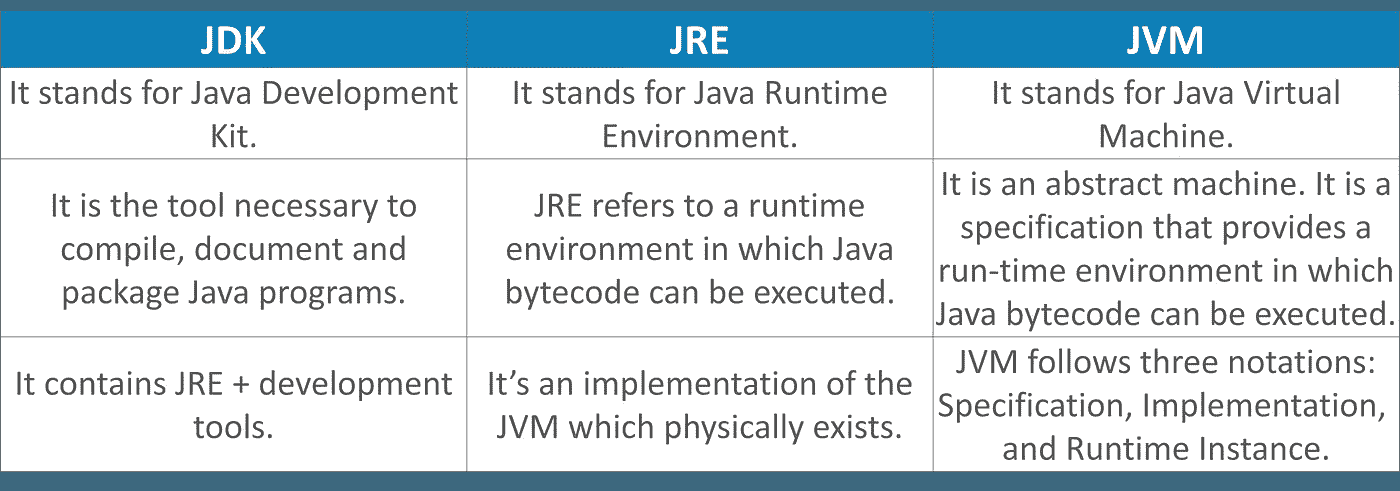 JDK
JRE
JVM
It stands for Java Development
Kit.
It stands for Java Runtime
Environment.
It stands for Java Virtual
Machine.
It is the tool necessary to
compile, document and
package Java programs.
JRE refers to a runtime
environment in which Java
bytecode can be executed.
It is an abstract machine. It is a
specification that provides a
run-time environment in which
Java bytecode can be executed.
It contains JRE + development
tools.
It’s an implementation of the
JVM which physically exists.
JVM follows three notations:
Specification, Implementation,
and Runtime Instance.